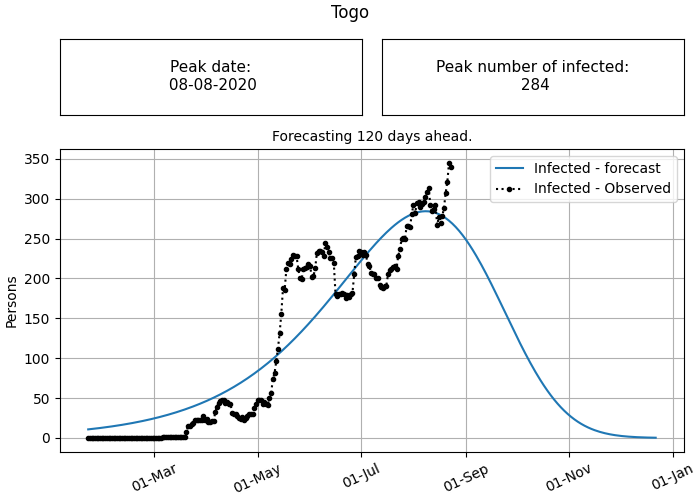 Togo
Peak date:
08-08-2020
Peak number of infected:
284
Forecasting 120 days ahead.
Infected - forecast
Infected - Observed
Persons
350
300
250
200
150
100
50
0
01-Mar
01-May
01-Jul
01-Sep
01-Nov
01-Jan